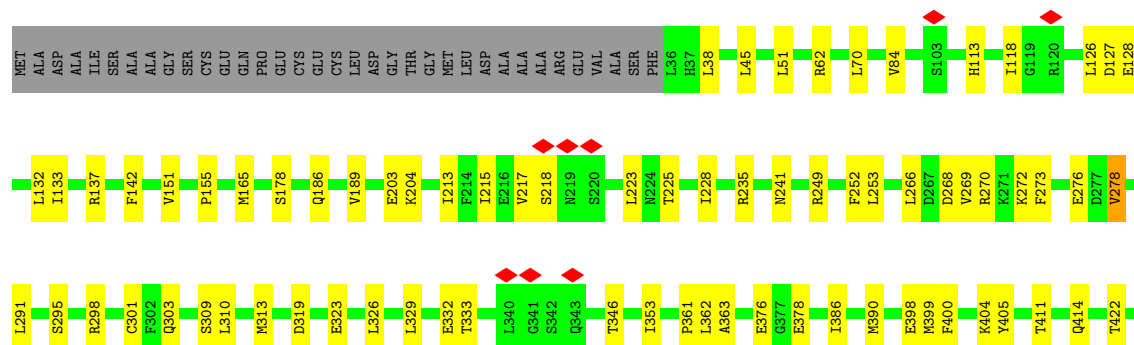 MET ALA ASP ALA ILE SER ALA ALA GLY SER CYS GLU GLN PRO GLU CYS GLU CYS LEU ASP GLY THR GLY MET LEU ASP ALA ALA ALA ARG GLU VAL ALA SER PHE L36 H37 L38 L45 L51 R62 L70 V84 S103 H113 I118 G119 R120 L126 D127 E128
L132 I133 R137 F142 V151 P155 M165 S178 Q186 V189 E203 K204 I213 F214 I215 E216 V217 S218 N219 S220 L223 N224 T225 I228 R235 N241 R249 F252 L253 L266 D267 D268 V269 R270 K271 K272 F273 E276 D277 V278
L291 S295 R298 C301 F302 Q303 S309 L310 M313 D319 E323 L326 L329 E332 T333 L340 G341 S342 Q343 T346 I353 P361 L362 A363 E376 G377 E378 I386 M390 E398 M399 F400 K404 Y405 T411 Q414 T422